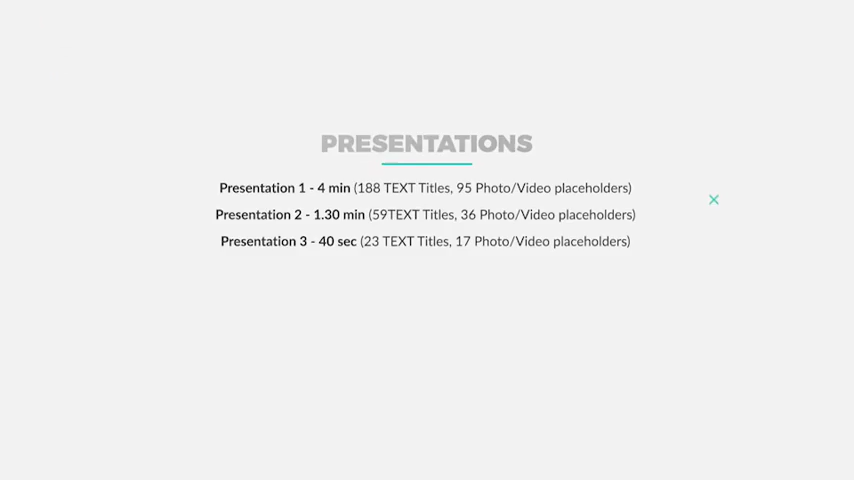 PRESENTATIONS
Presentation 1 - 4 min (188 TEXT Titles, 95 Photo/Video placeholders)
Presentation 2 - 1.30 min (59TEXT Titles, 36 Photo/Video placeholders)
Presentation 3 - 40 sec (23 TEXT Titles, 17 Photo/Video placeholders)